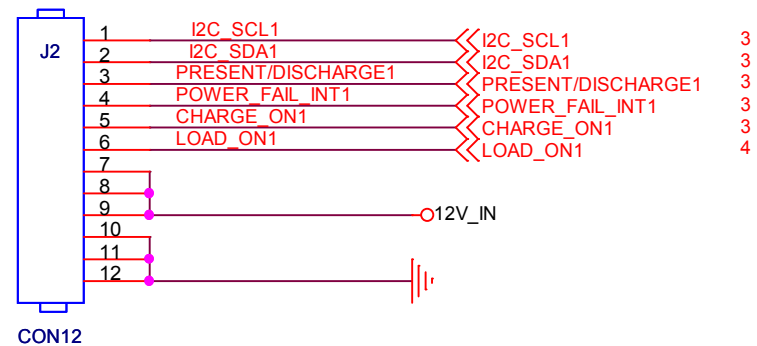 J2
1 I2C_SCL1 I2C_SCL1 3
2 I2C_SDA1 I2C_SDA1 3
3 PRESENT/DISCHARGE1 PRESENT/DISCHARGE1 3
4 POWER_FAIL_INT1 POWER_FAIL_INT1 3
5 CHARGE_ON1 CHARGE_ON1 3
6 LOAD_ON1 LOAD_ON1 4
7
8
9 12V_IN
10
11
12
CON12